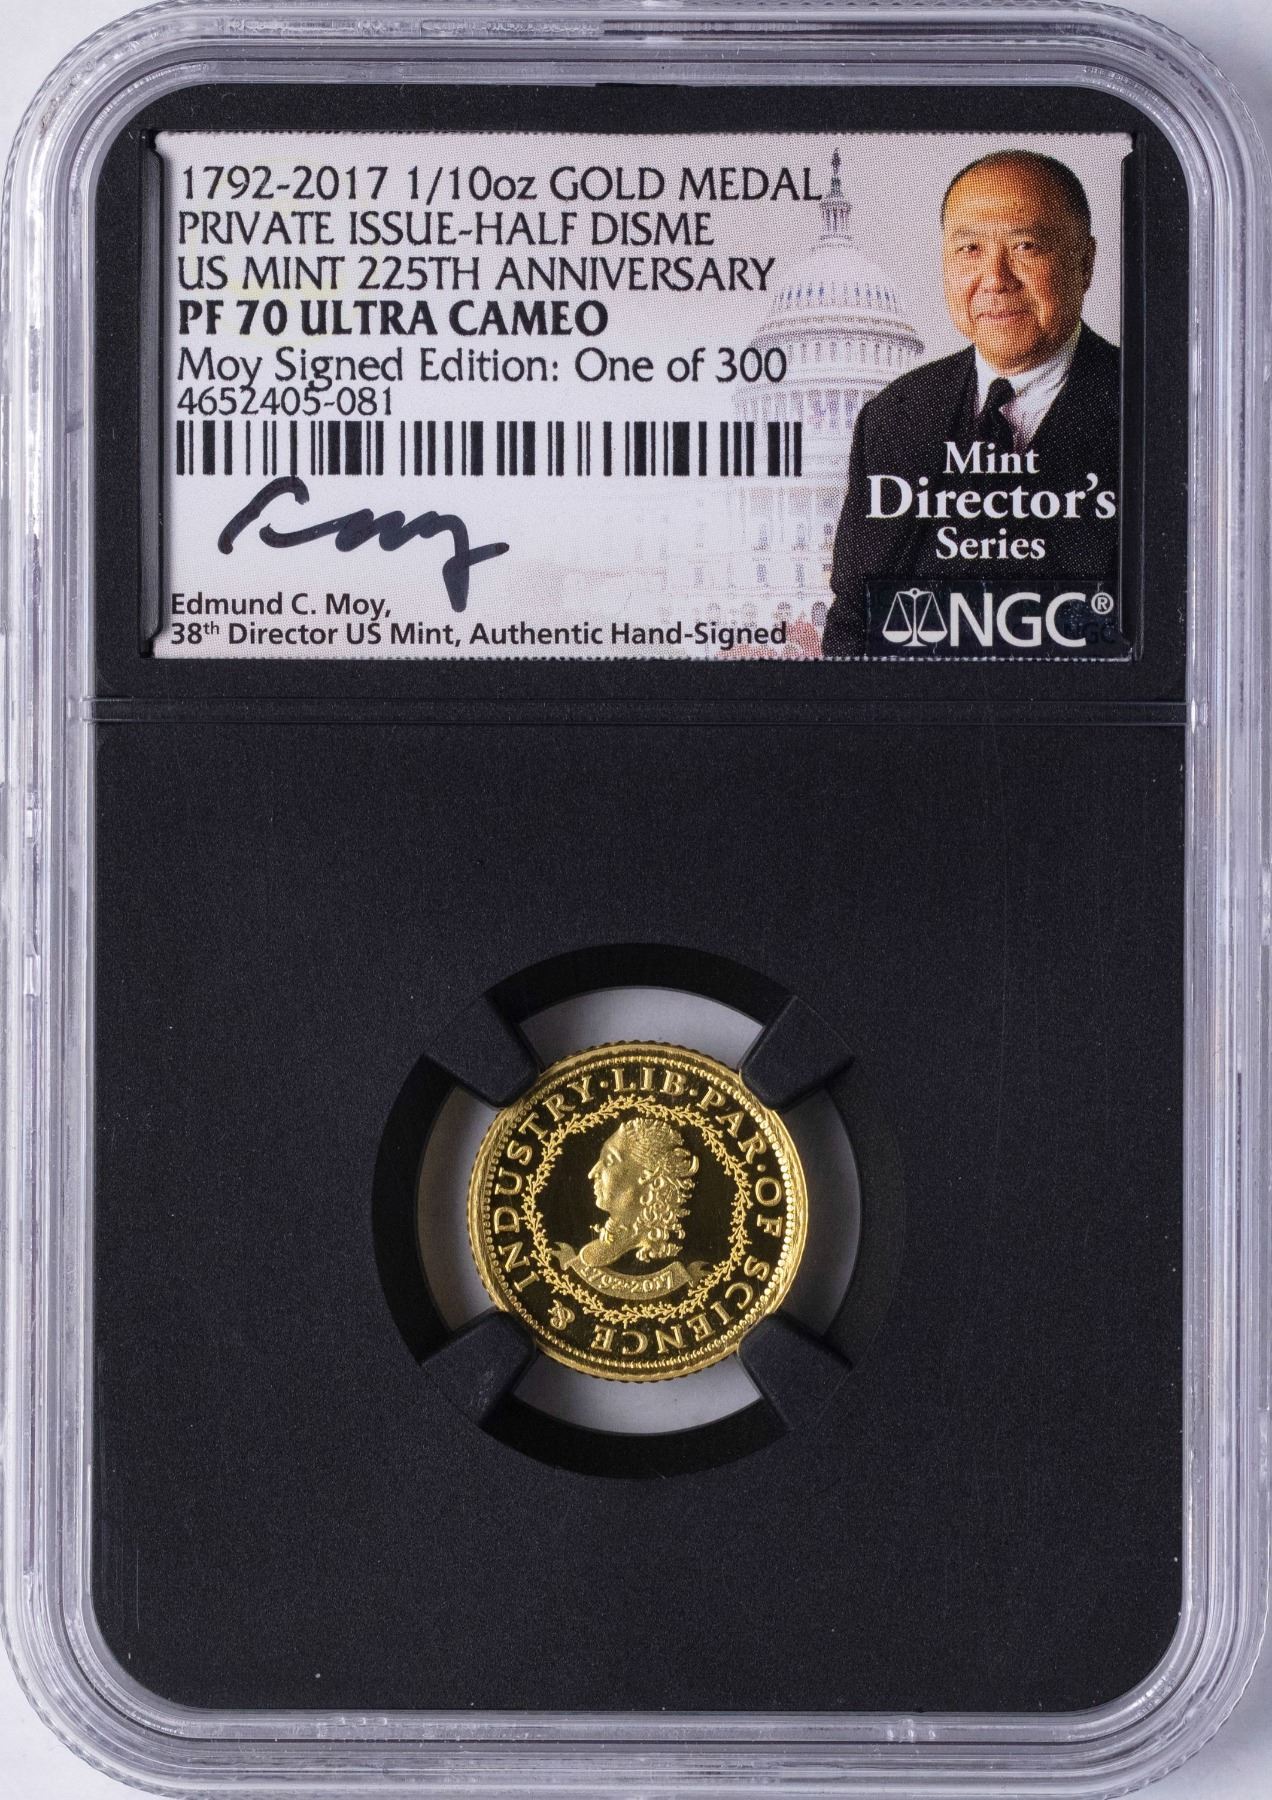 1792-2017 1/10oz GOLD MEDAL
PRIVATE ISSUE-HALF DISME
US MINT 225TH ANNIVERSARY
PF 70 ULTRA CAMEO
Moy Signed Edition: One of 300
4652405-081
Edmund C. Moy,
38th Director US Mint, Authentic Hand-Signed
Mint
Director's
Series
NGC®
LIB·PAR·OF SCIENCE & INDUSTRY·
1792·2017